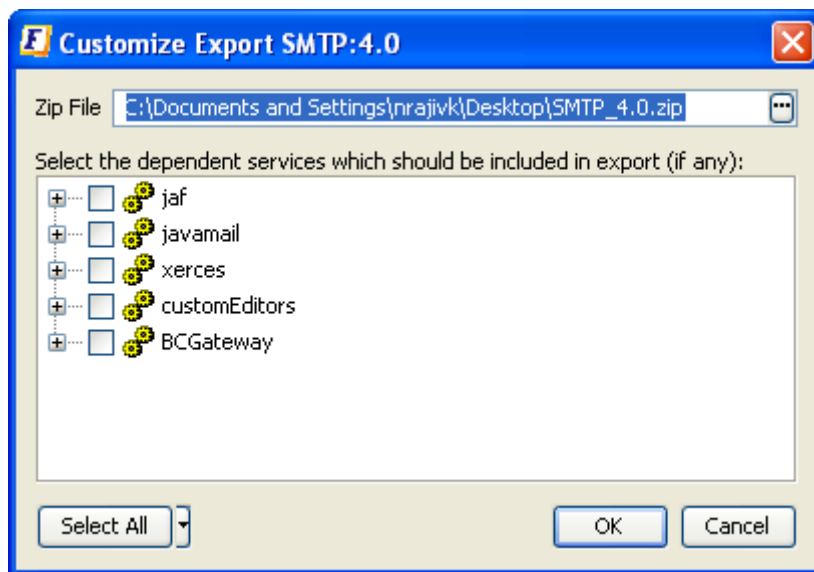 Customize Export SMTP:4.0
Zip File C:\Documents and Settings\nrajivk\Desktop\SMTP_4.0.zip ...
Select the dependent services which should be included in export (if any):
jaf
javamail
xerces
customEditors
BCGateway
Select All OK Cancel